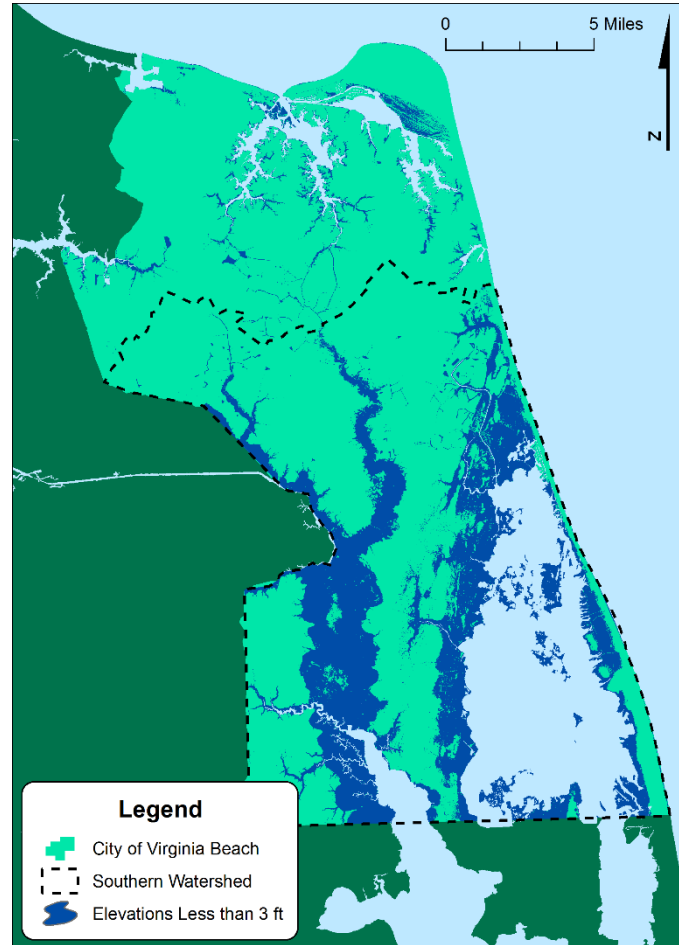 0 5 Miles
N
Legend
City of Virginia Beach
Southern Watershed
Elevations Less than 3 ft